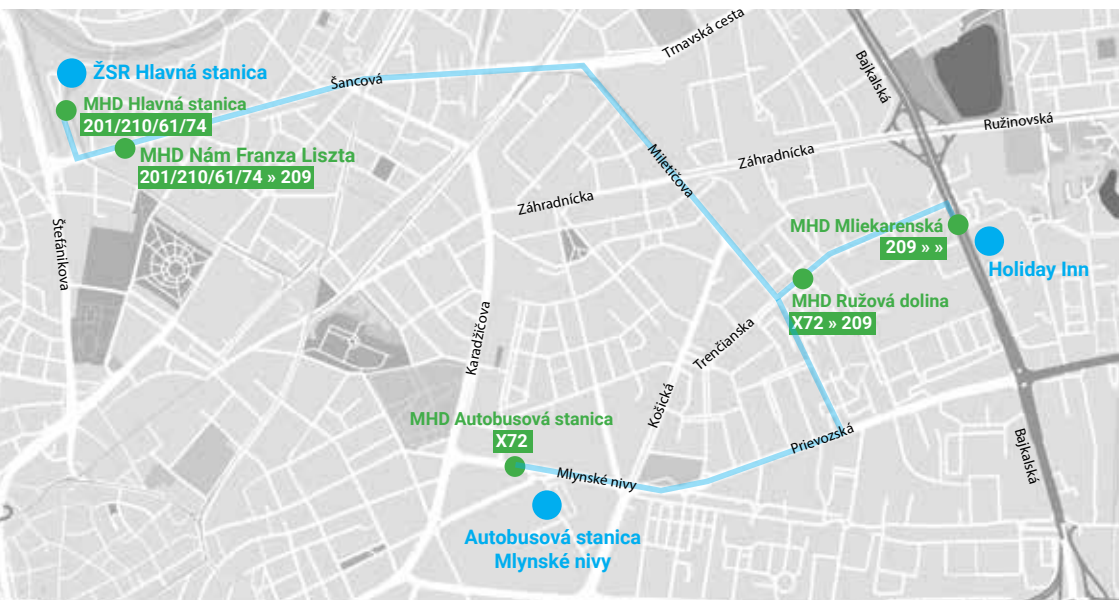 Trnavská cesta
ŽSR Hlavná stanica
Šancová
Bajkalská
MHD Hlavná stanica
201/210/61/74
Ružinovská
MHD Nám Franza Liszta
201/210/61/74 » 209
Miletičova
Záhradnícka
Záhradnícka
Štefánikova
MHD Mliekarenská
209 » »
Holiday Inn
MHD Ružová dolina
X72 » 209
Karadžičova
Trenčianska
Košická
MHD Autobusová stanica
X72
Prievozská
Bajkalská
Mlynské nivy
Autobusová stanica
Mlynské nivy